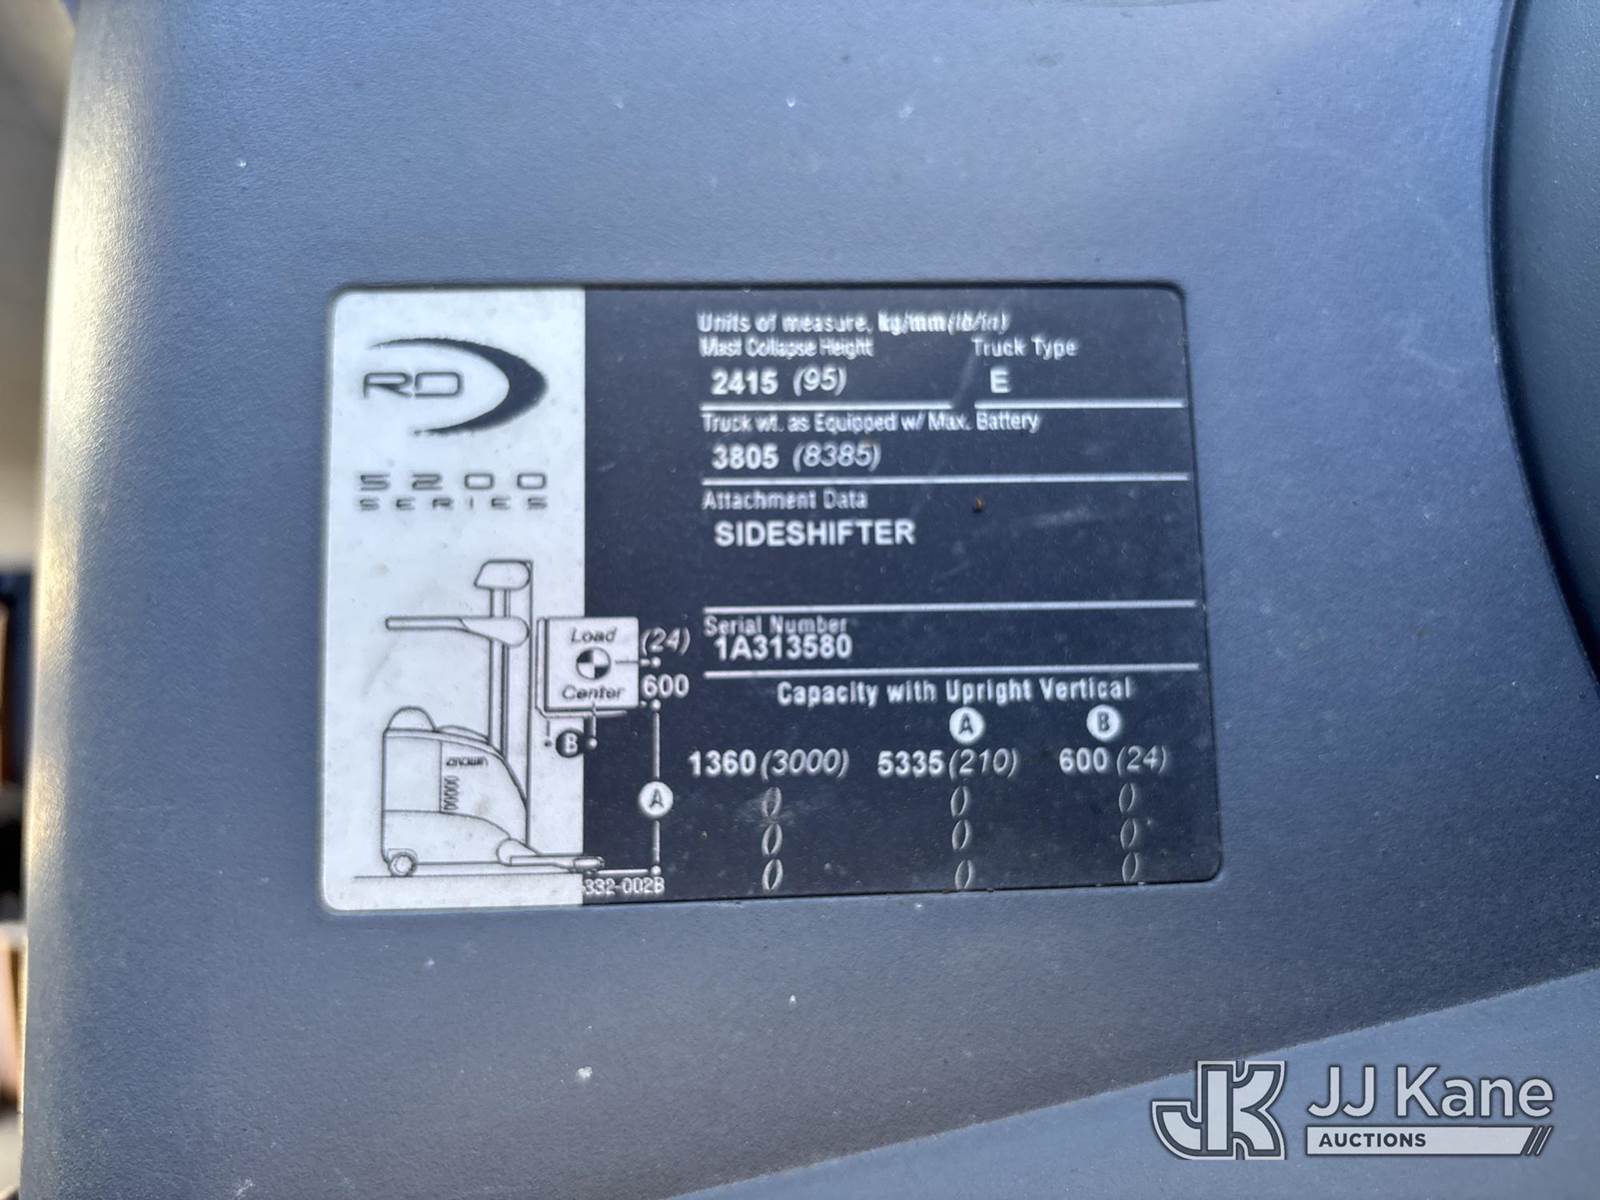 RD
5200
SERIES
Load
Center
(24)
600
B
A
CROWN
332-002B
Units of measure, kg/mm (lb/in)
Mast Collapse Height Truck Type
2415 (95) E
Truck wt. as Equipped w/ Max. Battery
3805 (8385)
Attachment Data
SIDESHIFTER
Serial Number
1A313580
Capacity with Upright Vertical
A B
1360 (3000) 5335 (210) 600 (24)
() () ()
() () ()
() () ()
JK JJ Kane
AUCTIONS